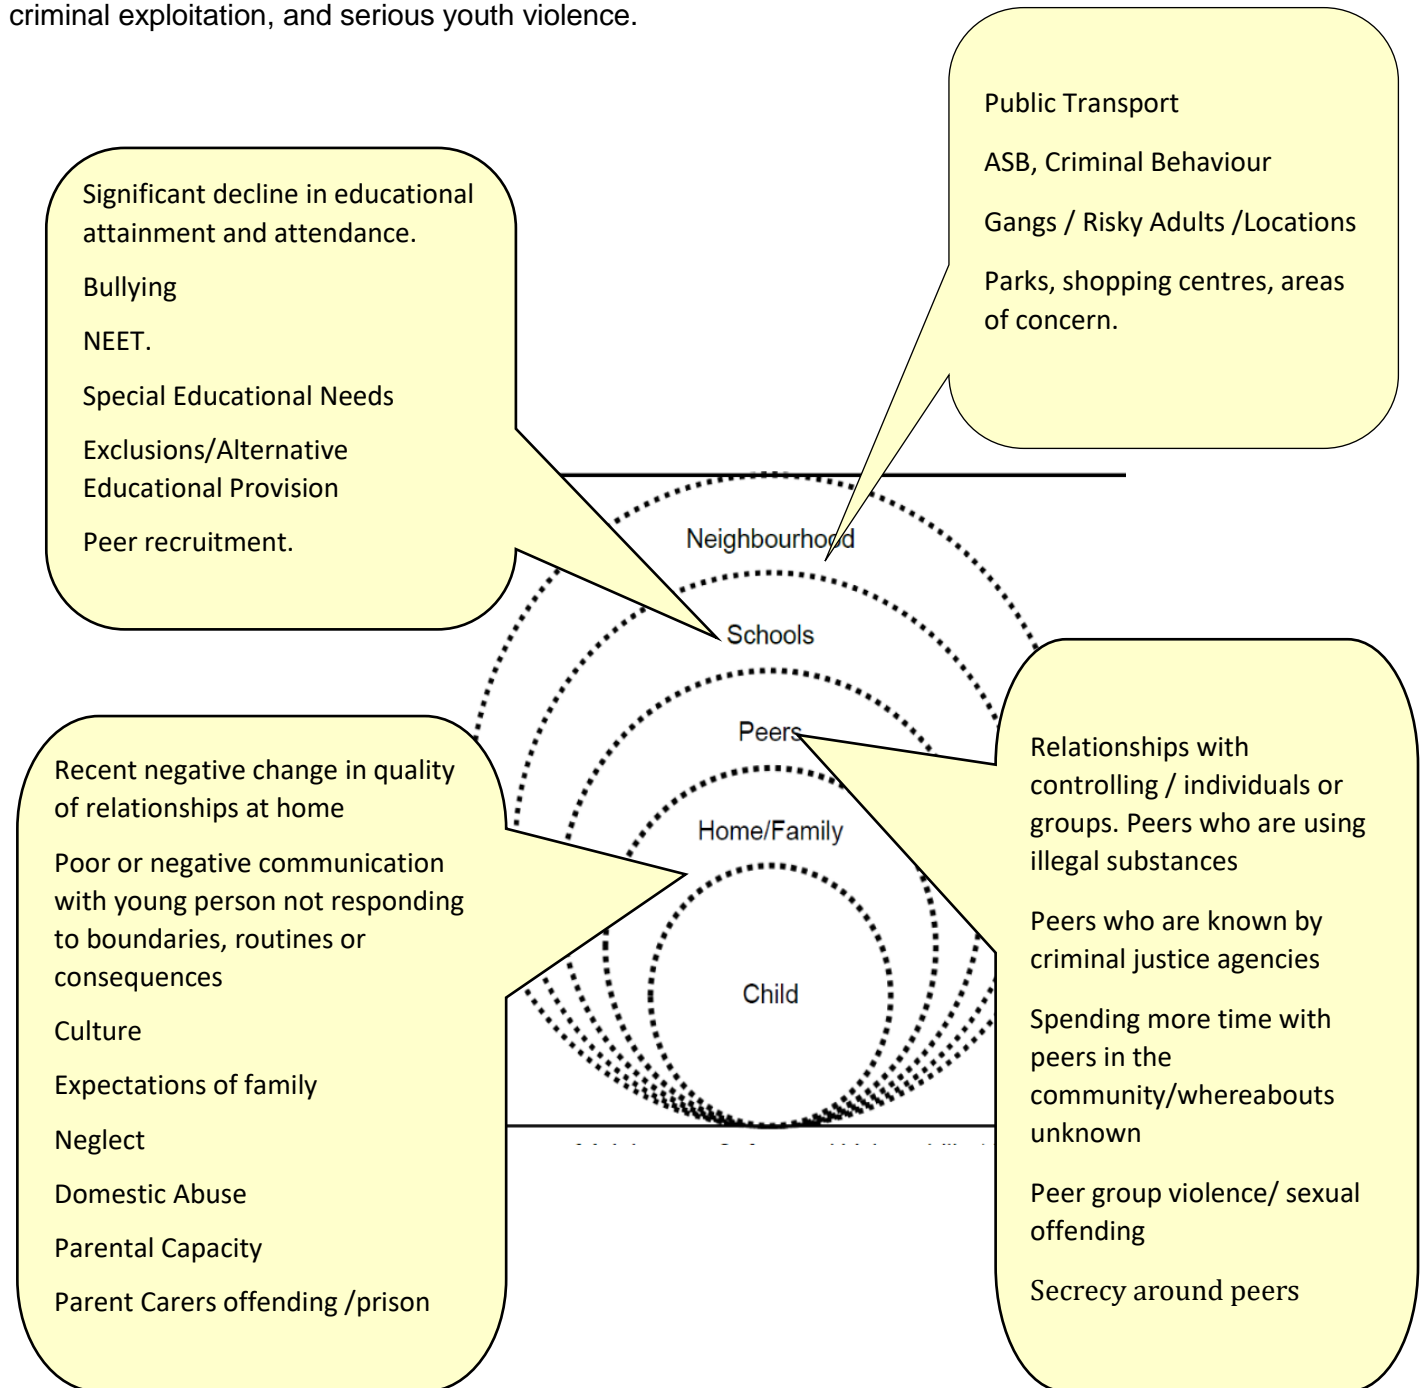 criminal exploitation, and serious youth violence.
Public Transport
ASB, Criminal Behaviour
Gangs / Risky Adults /Locations
Parks, shopping centres, areas
of concern.
Significant decline in educational
attainment and attendance.
Bullying
NEET.
Special Educational Needs
Exclusions/Alternative
Educational Provision
Peer recruitment.
Neighbourhood
Schools
Peers
Home/Family
Child
Recent negative change in quality
of relationships at home
Poor or negative communication
with young person not responding
to boundaries, routines or
consequences
Culture
Expectations of family
Neglect
Domestic Abuse
Parental Capacity
Parent Carers offending /prison
Relationships with
controlling / individuals or
groups. Peers who are using
illegal substances
Peers who are known by
criminal justice agencies
Spending more time with
peers in the
community/whereabouts
unknown
Peer group violence/ sexual
offending
Secrecy around peers